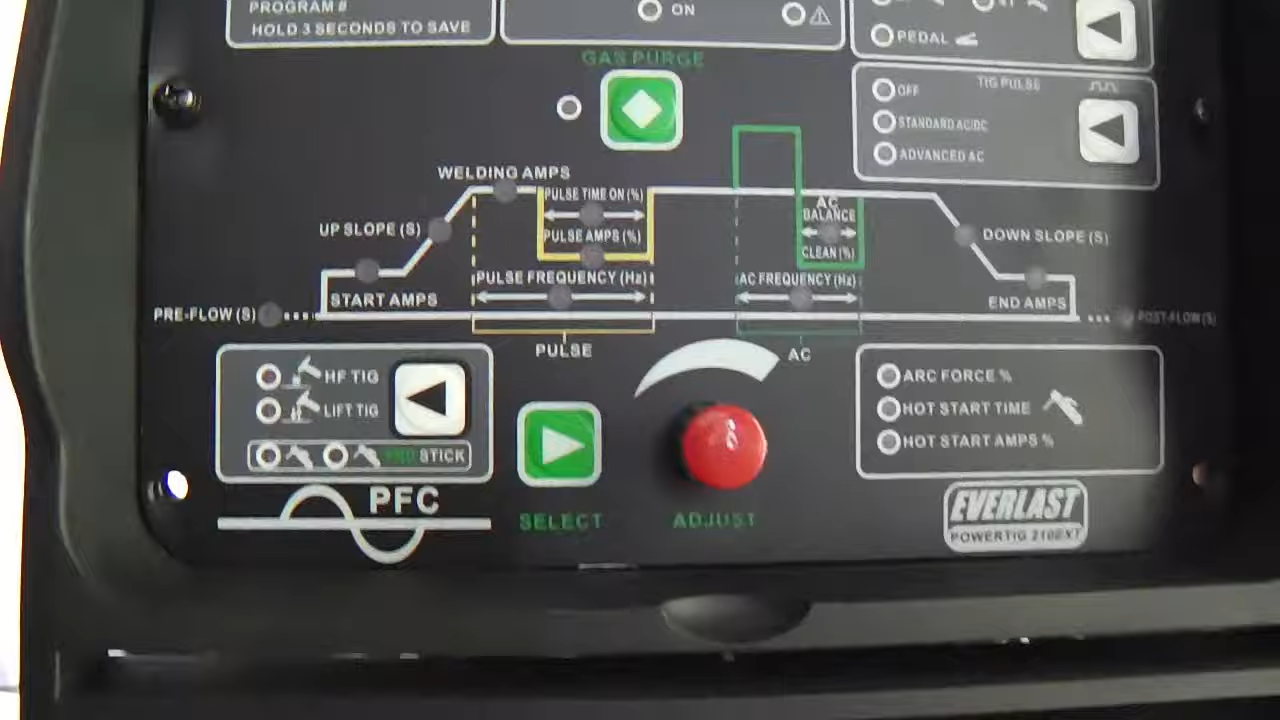 PROGRAM #
HOLD 3 SECONDS TO SAVE
ON
PEDAL
GAS PURGE
TIG PULSE
OFF
STANDARD AC/DC
ADVANCED AC
WELDING AMPS
PULSE TIME ON (%)
UP SLOPE (S)
PULSE AMPS (%)
AC
BALANCE
CLEAN (%)
DOWN SLOPE (S)
PULSE FREQUENCY (Hz)
AC FREQUENCY (Hz)
START AMPS
END AMPS
PRE-FLOW (S)
POST-FLOW (S)
PULSE
AC
HF TIG
LIFT TIG
STICK
ARC FORCE %
HOT START TIME
HOT START AMPS %
PFC
SELECT
ADJUST
EVERLAST
POWERTIG 210EXT